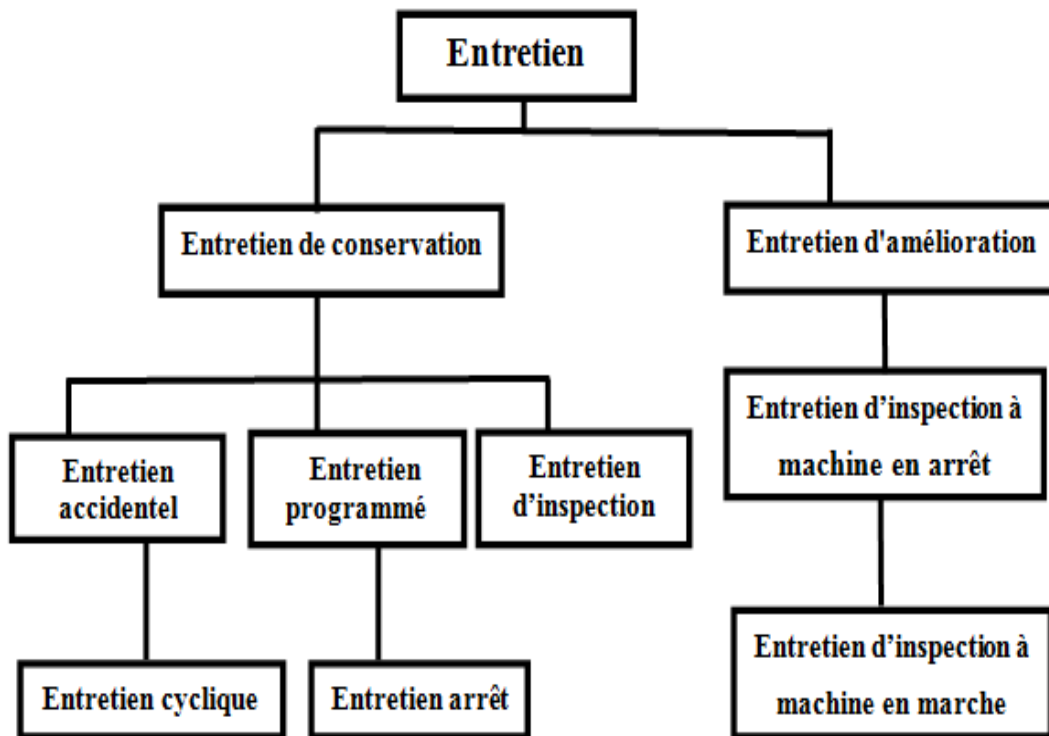 Entretien
Entretien de conservation
Entretien d'amélioration
Entretien
accidentel
Entretien
programmé
Entretien
d’inspection
Entretien d’inspection à
machine en arrêt
Entretien cyclique
Entretien arrêt
Entretien d’inspection à
machine en marche